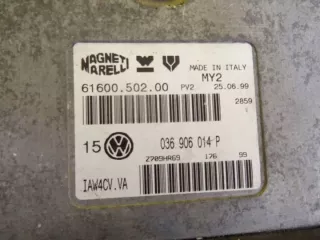 MAGNETI MARELLI MADE IN ITALY
MY2
61600.502.00 PV2 25.06.99
2859
15 036 906 014 P
2709HA69 176 99
IAW4CV.VA